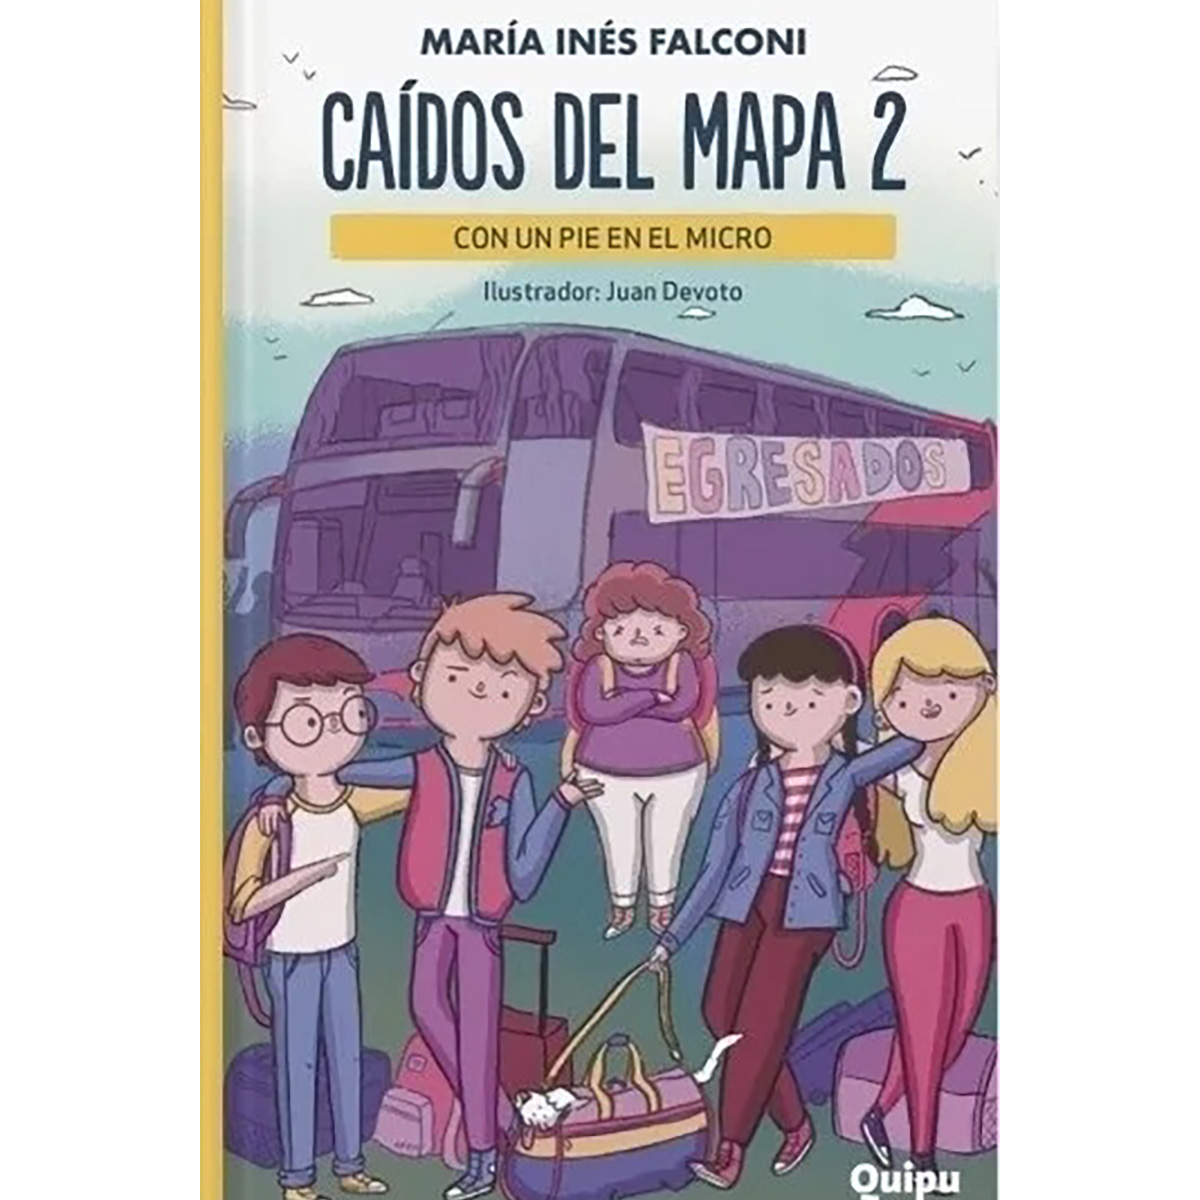 MARÍA INÉS FALCONI
CAÍDOS DEL MAPA 2
CON UN PIE EN EL MICRO
Ilustrador: Juan Devoto
EGRESADOS
Quipu